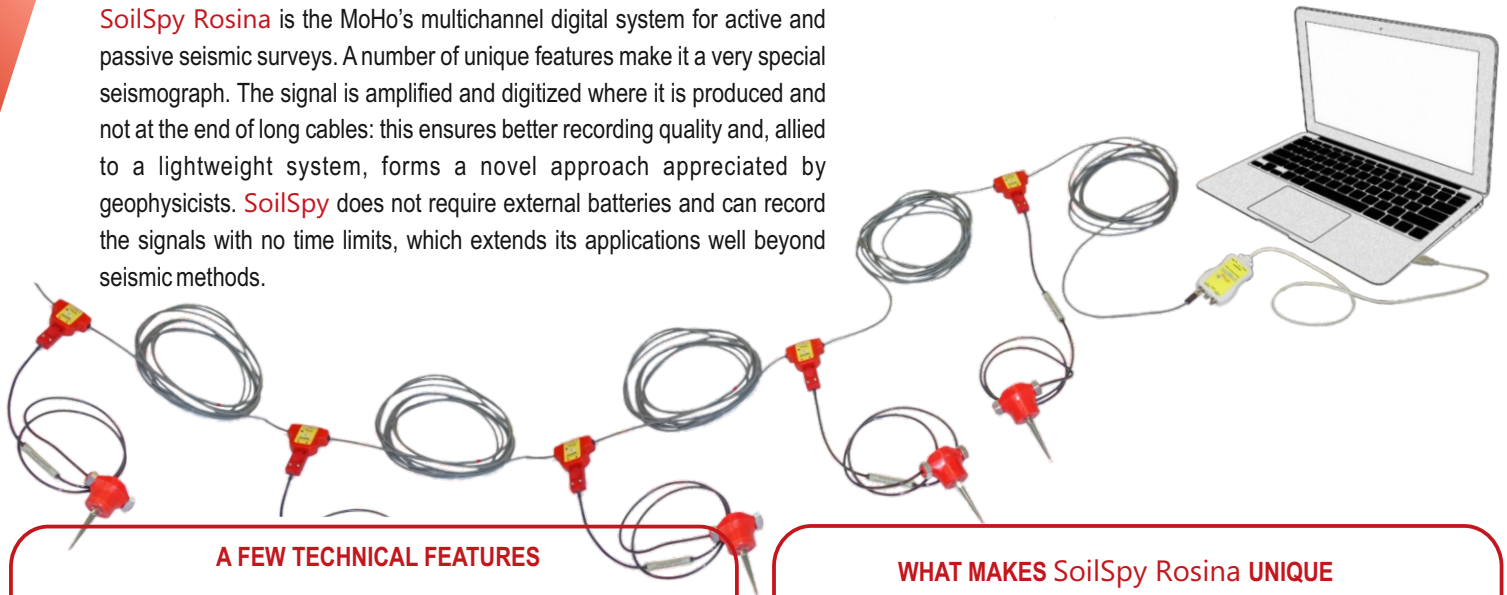 SoilSpy Rosina is the MoHo’s multichannel digital system for active and
passive seismic surveys. A number of unique features make it a very special
seismograph. The signal is amplified and digitized where it is produced and
not at the end of long cables: this ensures better recording quality and, allied
to a lightweight system, forms a novel approach appreciated by
geophysicists. SoilSpy does not require external batteries and can record
the signals with no time limits, which extends its applications well beyond
seismic methods.
A FEW TECHNICAL FEATURES
WHAT MAKES SoilSpy Rosina UNIQUE